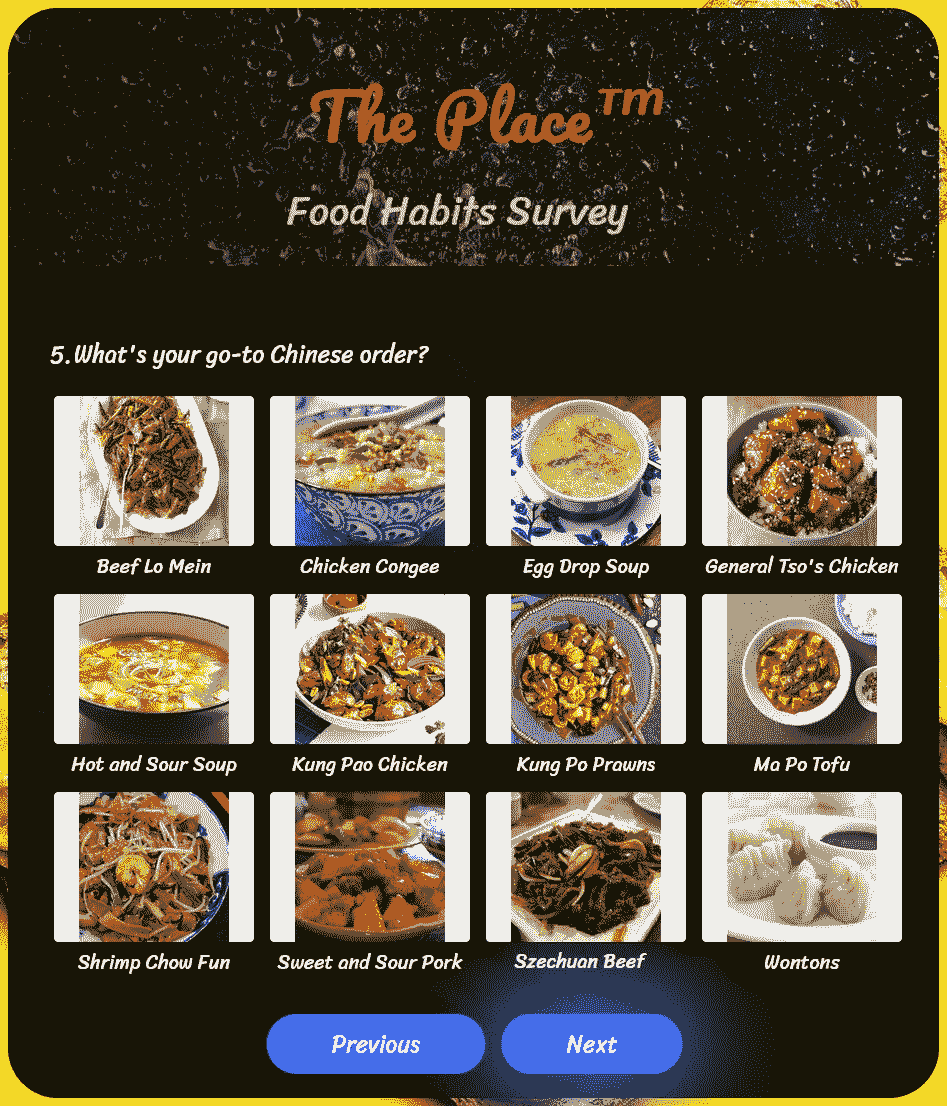 The Place™
Food Habits Survey
5. What's your go-to Chinese order?
Beef Lo Mein
Chicken Congee
Egg Drop Soup
General Tso's Chicken
Hot and Sour Soup
Kung Pao Chicken
Kung Po Prawns
Ma Po Tofu
Shrimp Chow Fun
Sweet and Sour Pork
Szechuan Beef
Wontons
Previous
Next